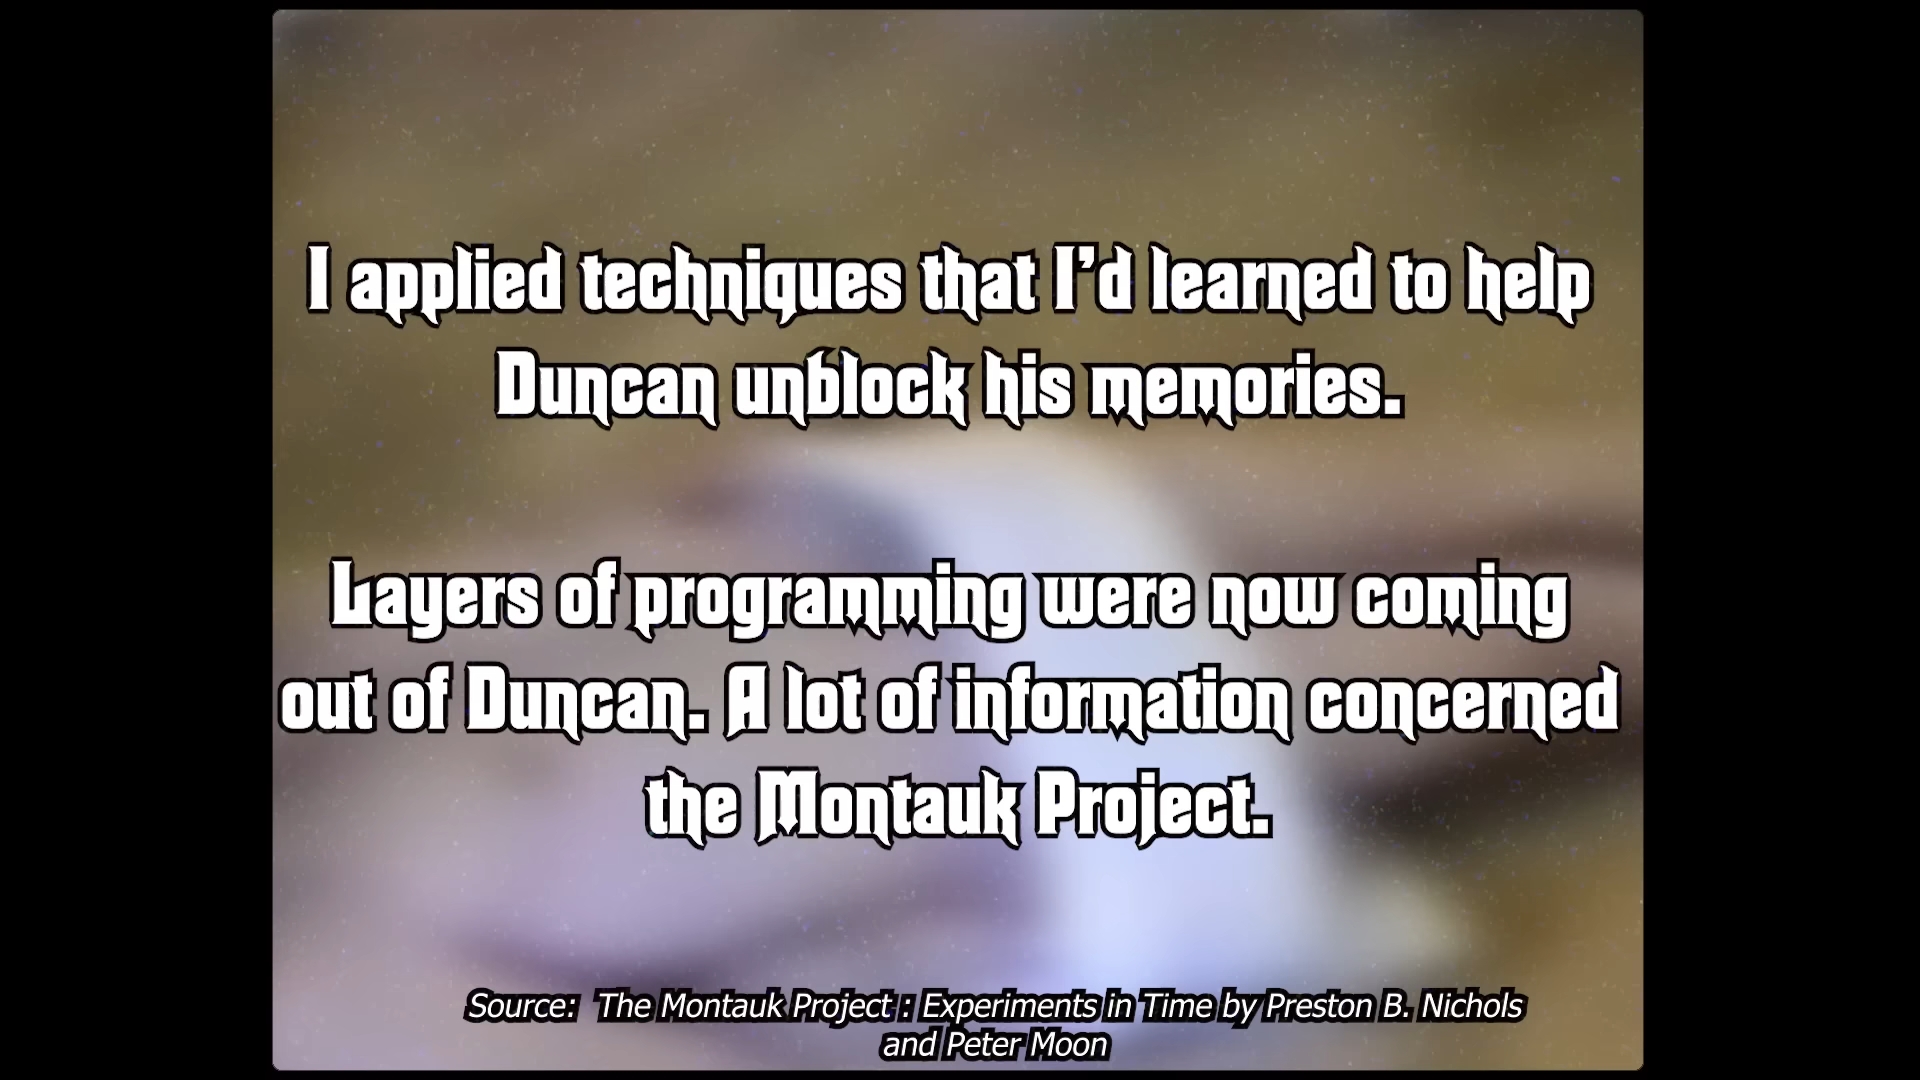 I applied techniques that I'd learned to help
Duncan unblock his memories.
Layers of programming were now coming
out of Duncan. A lot of information concerned
the Montauk Project.
Source: The Montauk Project : Experiments in Time by Preston B. Nichols
and Peter Moon